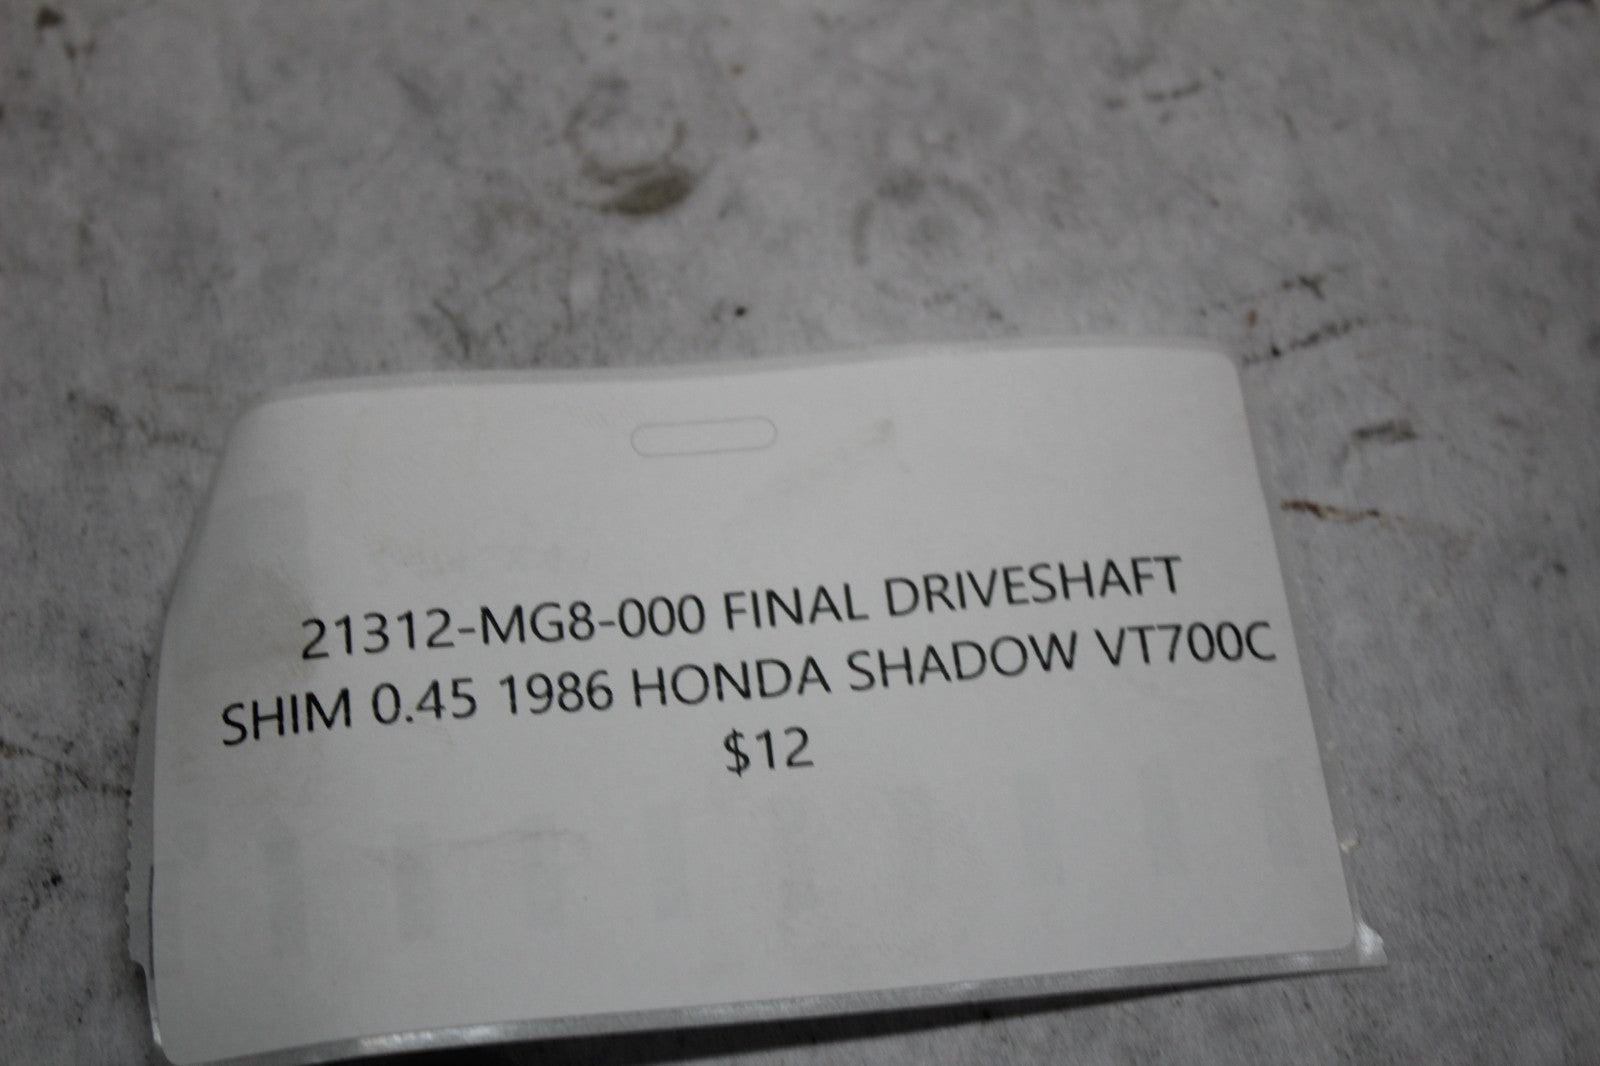 21312-MG8-000 FINAL DRIVESHAFT
SHIM 0.45 1986 HONDA SHADOW VT700C
$12